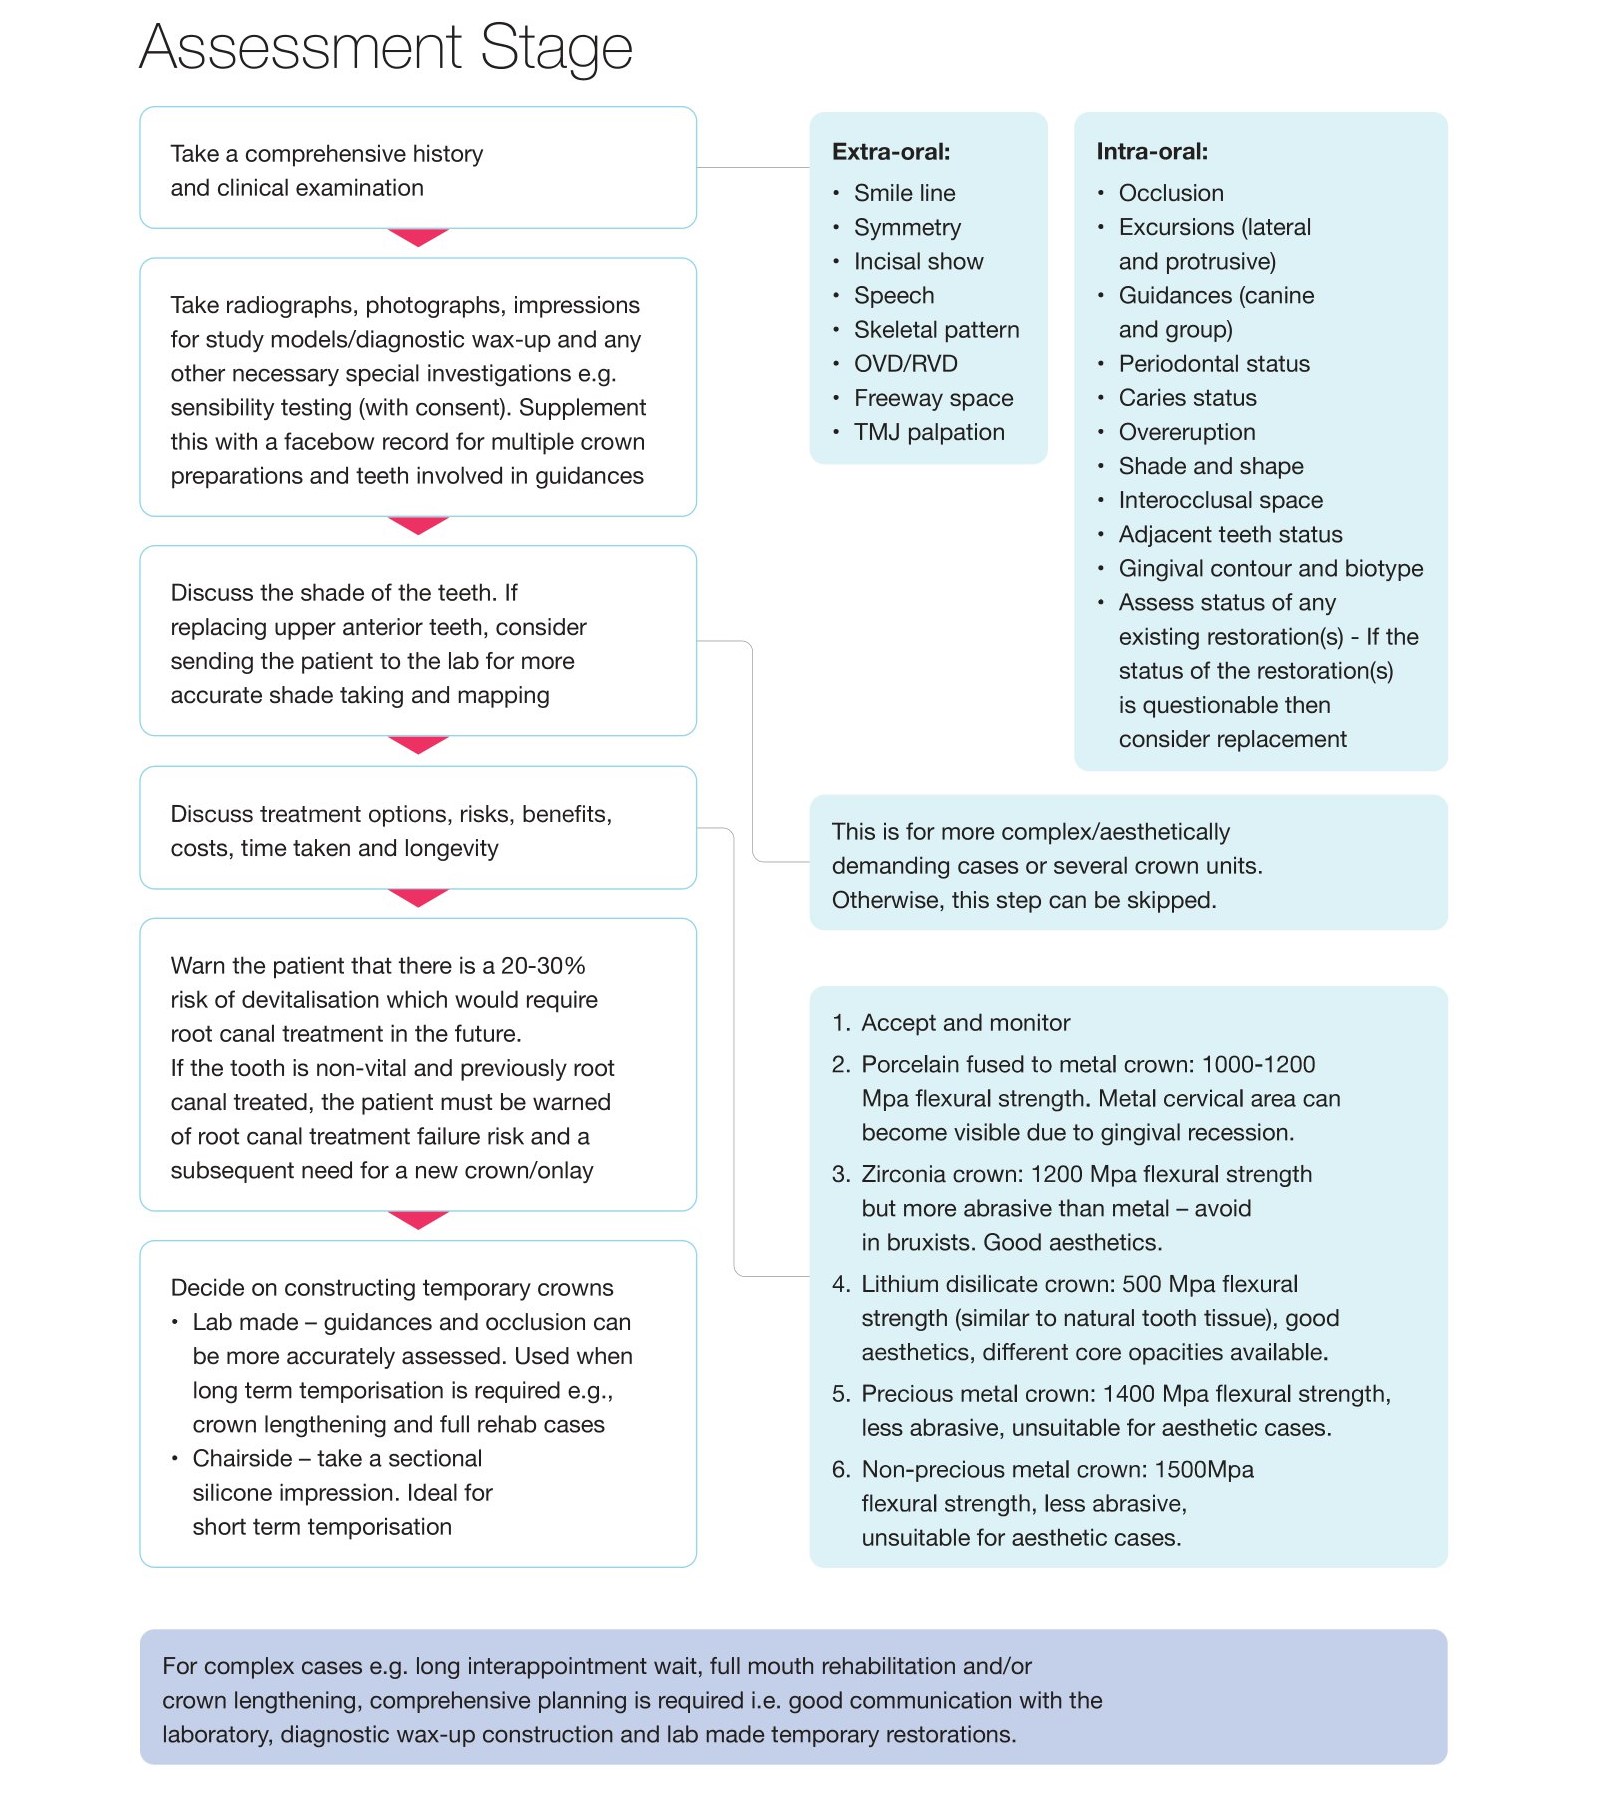 Assessment Stage
Take a comprehensive history
and clinical examination
Extra-oral:
• Smile line
• Symmetry
• Incisal show
• Speech
• Skeletal pattern
• OVD/RVD
• Freeway space
• TMJ palpation
Intra-oral:
• Occlusion
• Excursions (lateral
and protrusive)
• Guidances (canine
and group)
• Periodontal status
• Caries status
• Overeruption
• Shade and shape
• Interocclusal space
• Adjacent teeth status
• Gingival contour and biotype
• Assess status of any
existing restoration(s) - If the
status of the restoration(s)
is questionable then
consider replacement
Take radiographs, photographs, impressions
for study models/diagnostic wax-up and any
other necessary special investigations e.g.
sensibility testing (with consent). Supplement
this with a facebow record for multiple crown
preparations and teeth involved in guidances
Discuss the shade of the teeth. If
replacing upper anterior teeth, consider
sending the patient to the lab for more
accurate shade taking and mapping
This is for more complex/aesthetically
demanding cases or several crown units.
Otherwise, this step can be skipped.
Discuss treatment options, risks, benefits,
costs, time taken and longevity
1. Accept and monitor
2. Porcelain fused to metal crown: 1000-1200
Mpa flexural strength. Metal cervical area can
become visible due to gingival recession.
3. Zirconia crown: 1200 Mpa flexural strength
but more abrasive than metal – avoid
in bruxists. Good aesthetics.
4. Lithium disilicate crown: 500 Mpa flexural
strength (similar to natural tooth tissue), good
aesthetics, different core opacities available.
5. Precious metal crown: 1400 Mpa flexural strength,
less abrasive, unsuitable for aesthetic cases.
6. Non-precious metal crown: 1500Mpa
flexural strength, less abrasive,
unsuitable for aesthetic cases.
Warn the patient that there is a 20-30%
risk of devitalisation which would require
root canal treatment in the future.
If the tooth is non-vital and previously root
canal treated, the patient must be warned
of root canal treatment failure risk and a
subsequent need for a new crown/onlay
Decide on constructing temporary crowns
• Lab made – guidances and occlusion can
be more accurately assessed. Used when
long term temporisation is required e.g.,
crown lengthening and full rehab cases
• Chairside – take a sectional
silicone impression. Ideal for
short term temporisation
For complex cases e.g. long interappointment wait, full mouth rehabilitation and/or
crown lengthening, comprehensive planning is required i.e. good communication with the
laboratory, diagnostic wax-up construction and lab made temporary restorations.